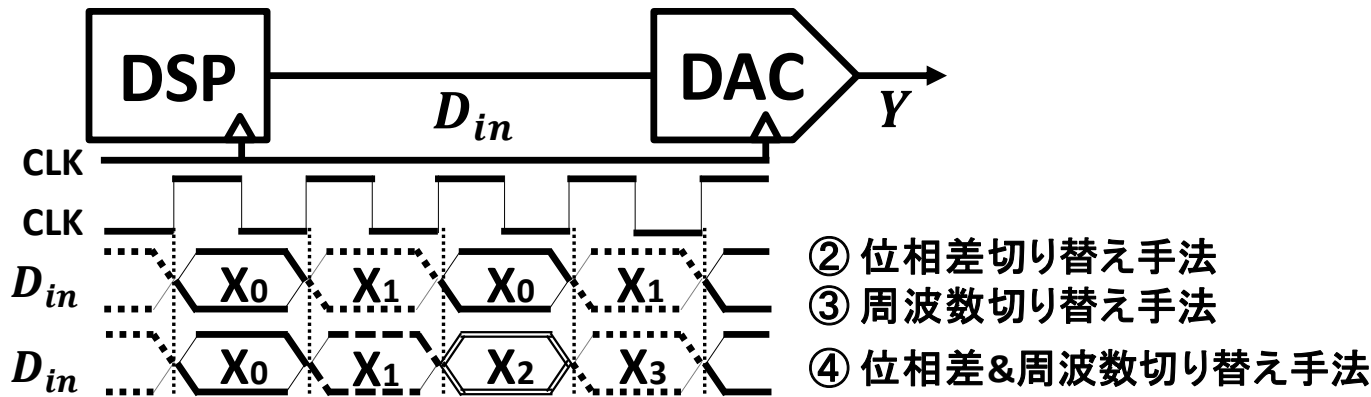 DSP
DAC
D_in
Y
CLK
CLK
D_in X0 X1 X0 X1
② 位相差切り替え手法
③ 周波数切り替え手法
D_in X0 X1 X2 X3
④ 位相差&周波数切り替え手法